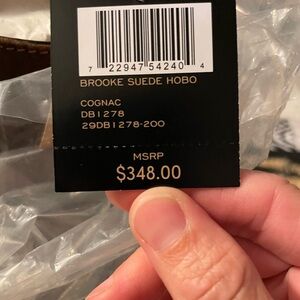 7 22947 54240 4
BROOKE SUEDE HOBO
COGNAC
DB1278
29DB1278-200
MSRP
$348.00